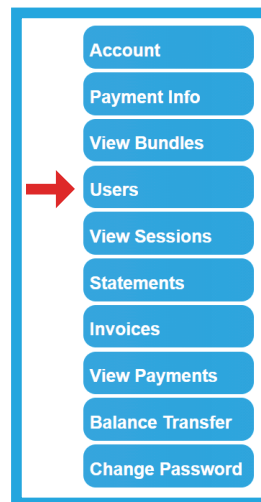 Account
Payment Info
View Bundles
Users
View Sessions
Statements
Invoices
View Payments
Balance Transfer
Change Password